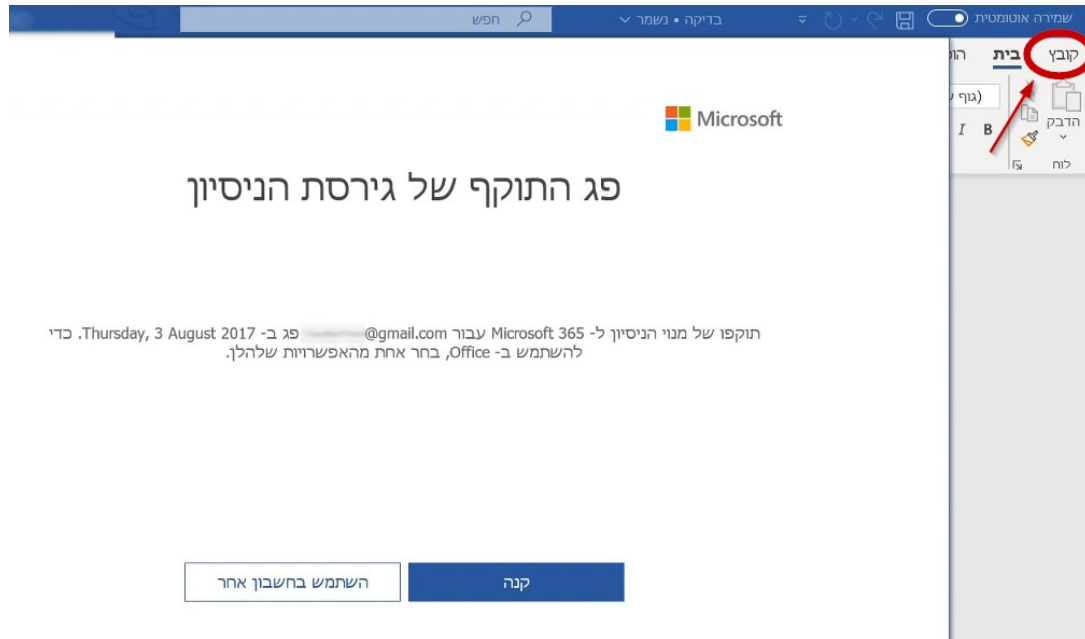 שמירה אוטומטית
בדיקה • נשמר
חפש
קובץ
בית
הדבק
לוח
B I
Microsoft
פג התוקף של גירסת הניסיון
תוקפו של מנוי הניסיון ל- Microsoft 365 עבור @gmail.com פג ב- Thursday, 3 August 2017. כדי
להשתמש ב- Office, בחר אחת מהאפשרויות שלהלן.
קנה
השתמש בחשבון אחר